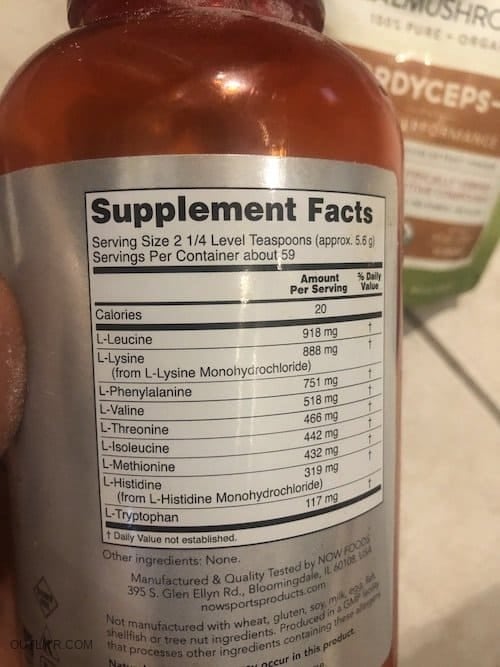 100% PURE • ORGA
RDYCEPS-
Supplement Facts
Serving Size 2 1/4 Level Teaspoons (approx. 5.6 g)
Servings Per Container about 59
Amount Per Serving % Daily Value
Calories 20
L-Leucine 918 mg †
L-Lysine 888 mg †
(from L-Lysine Monohydrochloride)
L-Phenylalanine 751 mg †
L-Valine 518 mg †
L-Threonine 466 mg †
L-Isoleucine 442 mg †
L-Methionine 432 mg †
L-Histidine 319 mg †
(from L-Histidine Monohydrochloride)
L-Tryptophan 117 mg †
† Daily Value not established.
Other ingredients: None.
Manufactured & Quality Tested by NOW FOODS
395 S. Glen Ellyn Rd., Bloomingdale, IL 60108, USA
nowsportsproducts.com
Not manufactured with wheat, gluten, soy, milk, egg, fish,
shellfish or tree nut ingredients. Produced in a GMP facility
that processes other ingredients containing these allergens.
occur in this product.